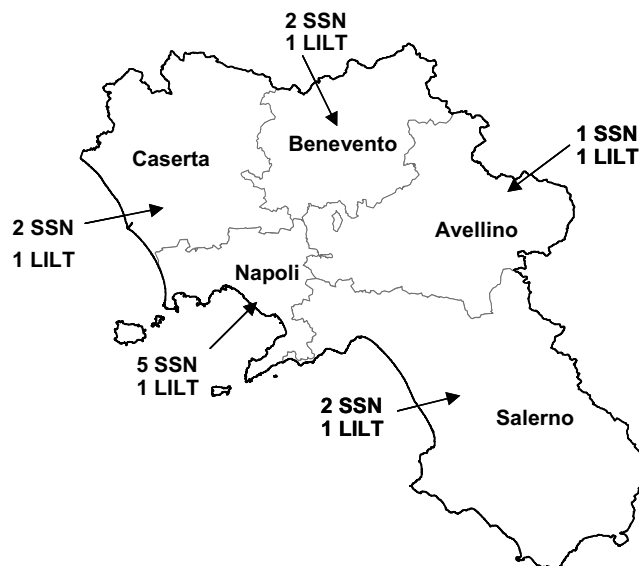 2 SSN
1 LILT
Benevento
1 SSN
1 LILT
Caserta
2 SSN
1 LILT
Avellino
Napoli
5 SSN
1 LILT
2 SSN
1 LILT
Salerno